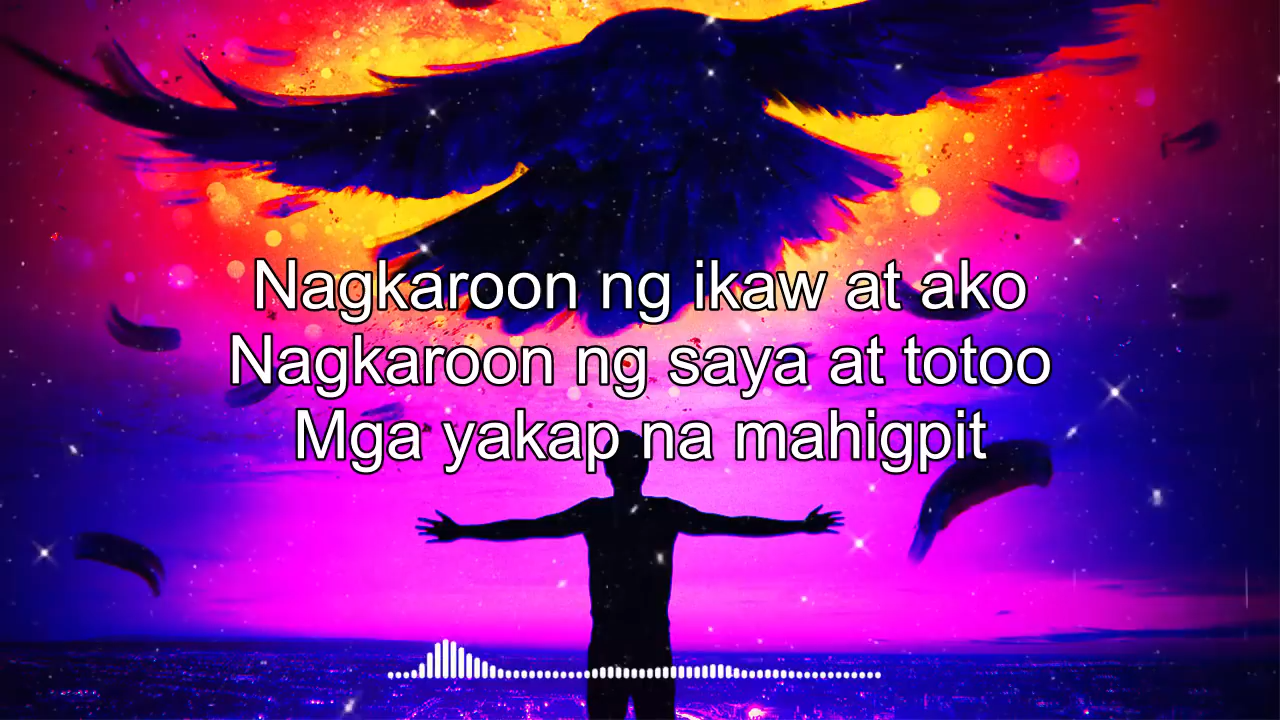 Nagkaroon ng ikaw at ako
Nagkaroon ng saya at totoo
Mga yakap na mahigpit